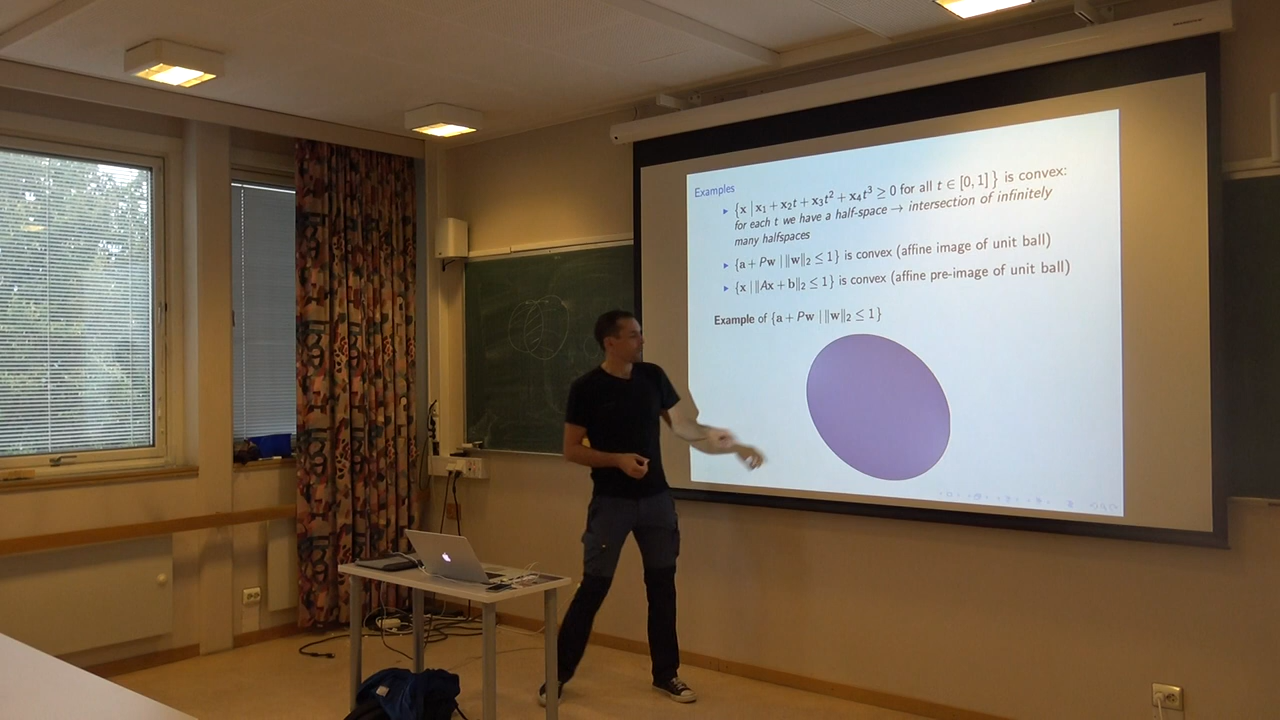 Examples
▸ {x | x₁ + x₂t + x₃t² + x₄t³ ≥ 0 for all t ∈ [0, 1]} is convex:
for each t we have a half-space → intersection of infinitely
many halfspaces
▸ {a + Pw | ‖w‖₂ ≤ 1} is convex (affine image of unit ball)
▸ {x | ‖Ax + b‖₂ ≤ 1} is convex (affine pre-image of unit ball)
Example of {a + Pw | ‖w‖₂ ≤ 1}